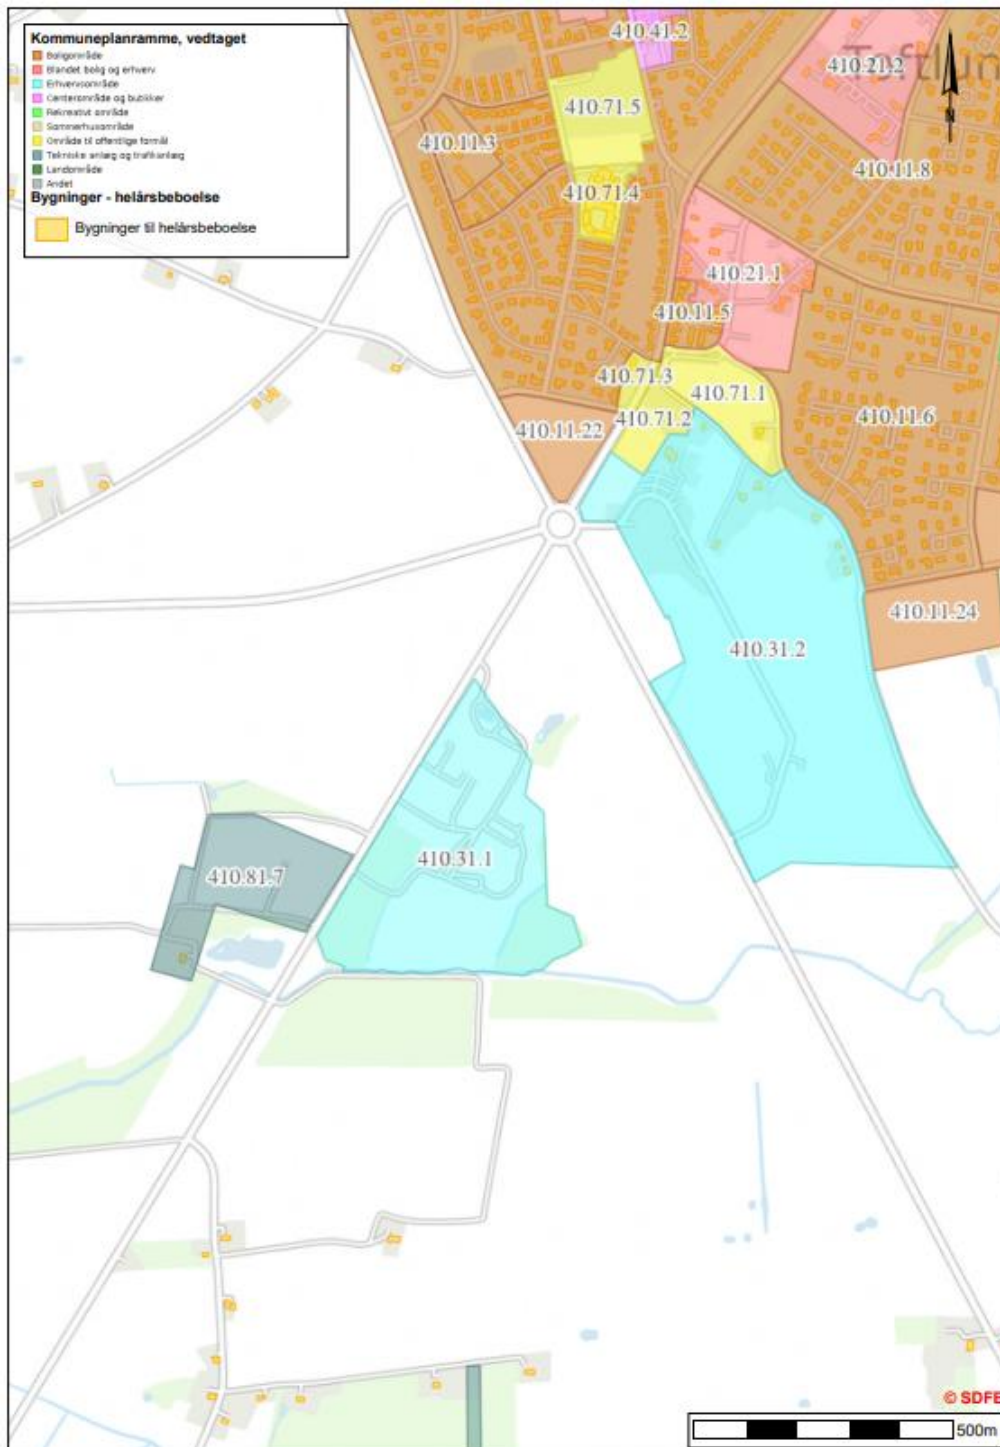 Kommuneplanramme, vedtaget
Boligområde
Blandet bolig og erhverv
Erhvervsområde
Centerområde og butikker
Rekreativt område
Sommerhusområde
Område til offentlige formål
Tekniske anlæg og trafikanlæg
Landområde
Andet
Bygninger - helårsbeboelse
Bygninger til helårsbeboelse
410.41.2
410.21.2
Toftlun
N
410.71.5
410.11.3
410.11.8
410.71.4
410.21.1
410.11.5
410.71.3
410.71.1
410.11.22
410.71.2
410.11.6
410.11.24
410.31.2
410.31.1
410.81.7
© SDFE
500m